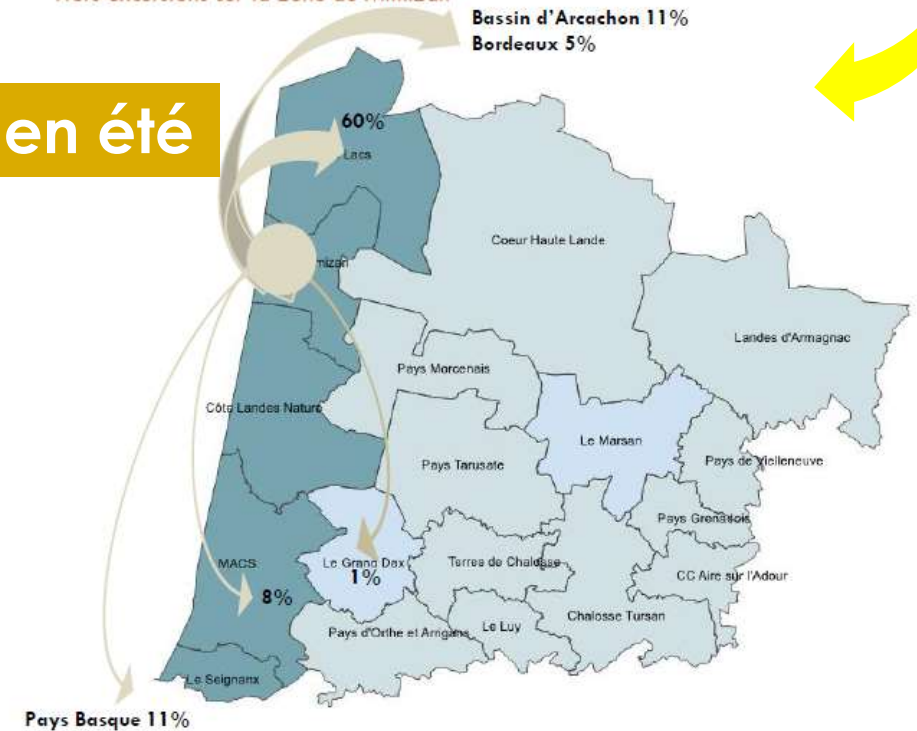 Bassin d'Arcachon 11%
Bordeaux 5%
en été
60%
Lacs
Coeur Haute Lande
mizan
Landes d'Armagnac
Pays Morcenais
Côte Landes Nature
Le Marsan
Pays Tarusate
Pays de Vielleneuve
Pays Grenadois
MACS
Le Grand Dax
Terres de Chalosse
CC Aire sur l'Adour
1%
8%
Chalosse Tursan
Le Luy
Pays d'Orthe et Arrigans
Le Seignanx
Pays Basque 11%